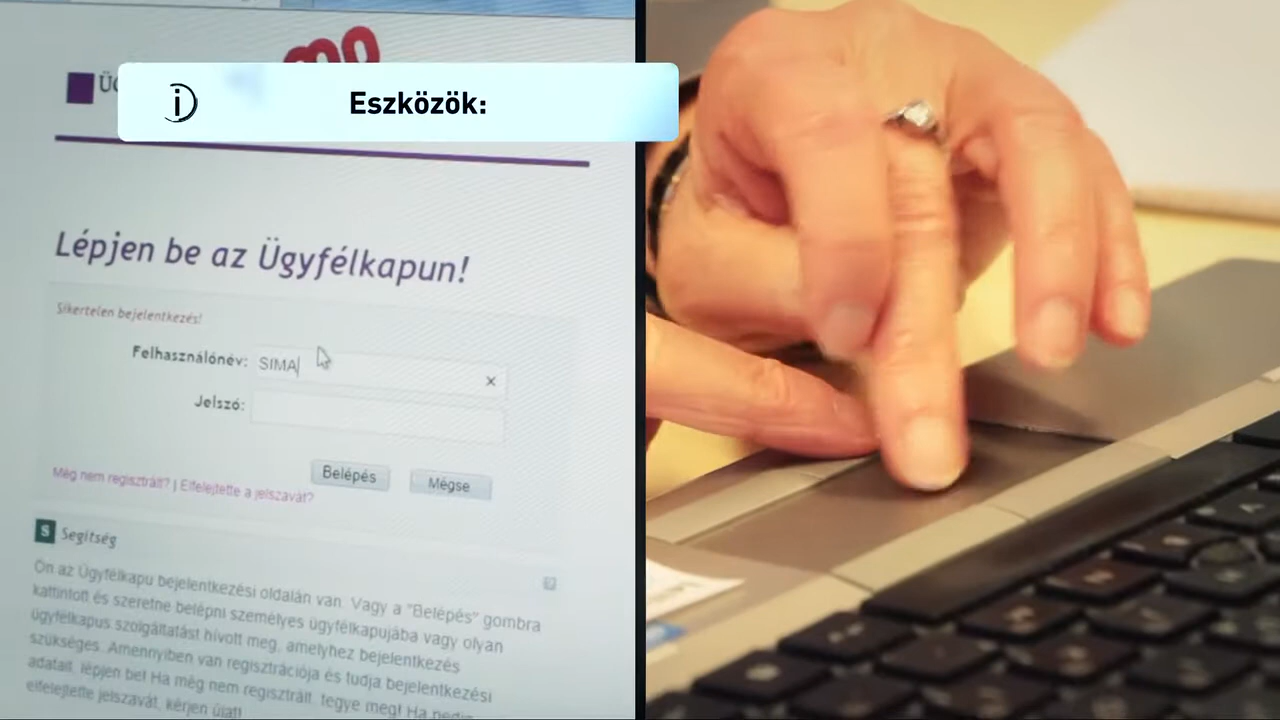 Eszközök:
Lépjen be az Ügyfélkapun!
Sikertelen bejelentkezés!
Felhasználónév: SIMA
Jelszó:
Belépés Mégse
Még nem regisztrált? | Elfelejtette a jelszavát?
S Segítség
Ön az Ügyfélkapu bejelentkezési oldalán van. Vagy a "Belépés" gombra
kattintott és szeretne belépni személyes ügyfélkapujába vagy olyan
ügyfélkapus szolgáltatást hívott meg, amelyhez bejelentkezés
szükséges. Amennyiben van regisztrációja és tudja bejelentkezési
adatait, lépjen be! Ha még nem regisztrált, tegye meg! Ha pedig
elfelejtette jelszavát, kérjen újat!